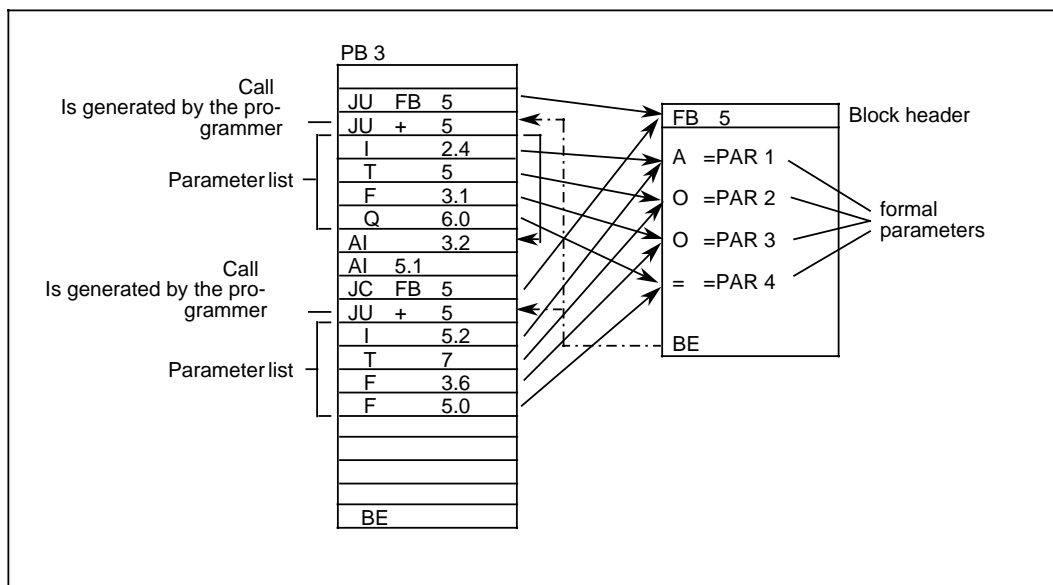 PB 3
Call
Is generated by the pro-
grammer
Parameter list
JU FB 5
JU + 5
I 2.4
T 5
F 3.1
Q 6.0
AI 3.2
AI 5.1
Call
Is generated by the pro-
grammer
Parameter list
JC FB 5
JU + 5
I 5.2
T 7
F 3.6
F 5.0
BE
FB 5
Block header
A =PAR 1
O =PAR 2
O =PAR 3
= =PAR 4
BE
formal
parameters